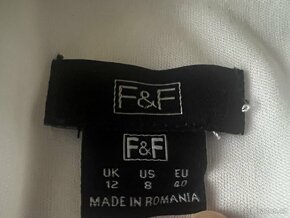 F&F
F&F
UK US EU
12 8 40
MADE IN ROMANIA